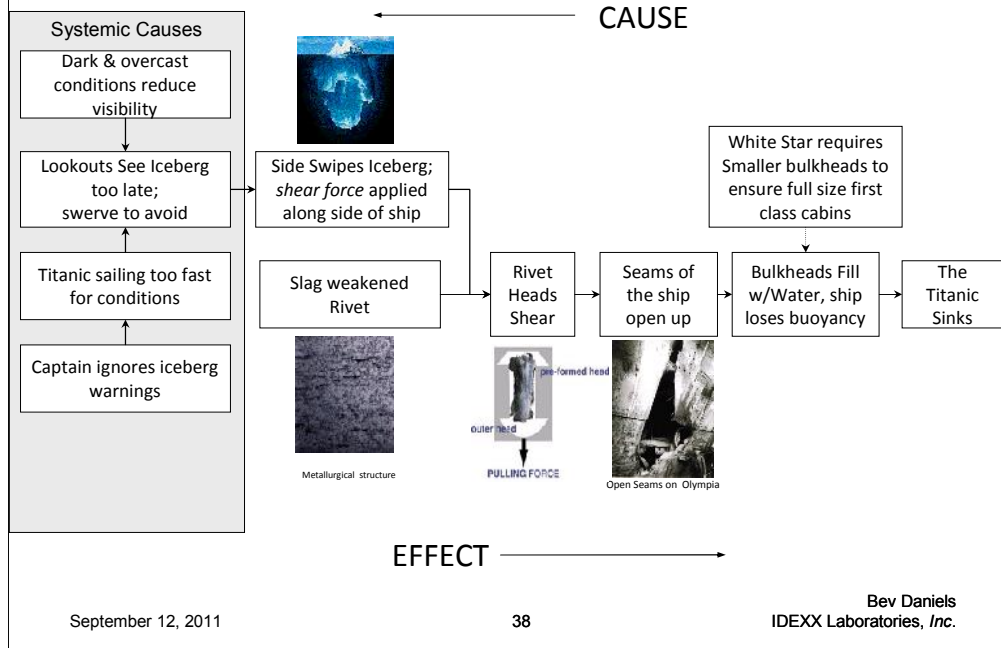 CAUSE
Systemic Causes
Dark & overcast
conditions reduce
visibility
Lookouts See Iceberg
too late;
swerve to avoid
Titanic sailing too fast
for conditions
Captain ignores iceberg
warnings
Side Swipes Iceberg;
shear force applied
along side of ship
Slag weakened
Rivet
Metallurgical structure
Rivet
Heads
Shear
pre-formed head
outer head
PULLING FORCE
Seams of
the ship
open up
Open Seams on Olympia
White Star requires
Smaller bulkheads to
ensure full size first
class cabins
Bulkheads Fill
w/Water, ship
loses buoyancy
The
Titanic
Sinks
EFFECT
September 12, 2011
38
Bev Daniels
IDEXX Laboratories, Inc.